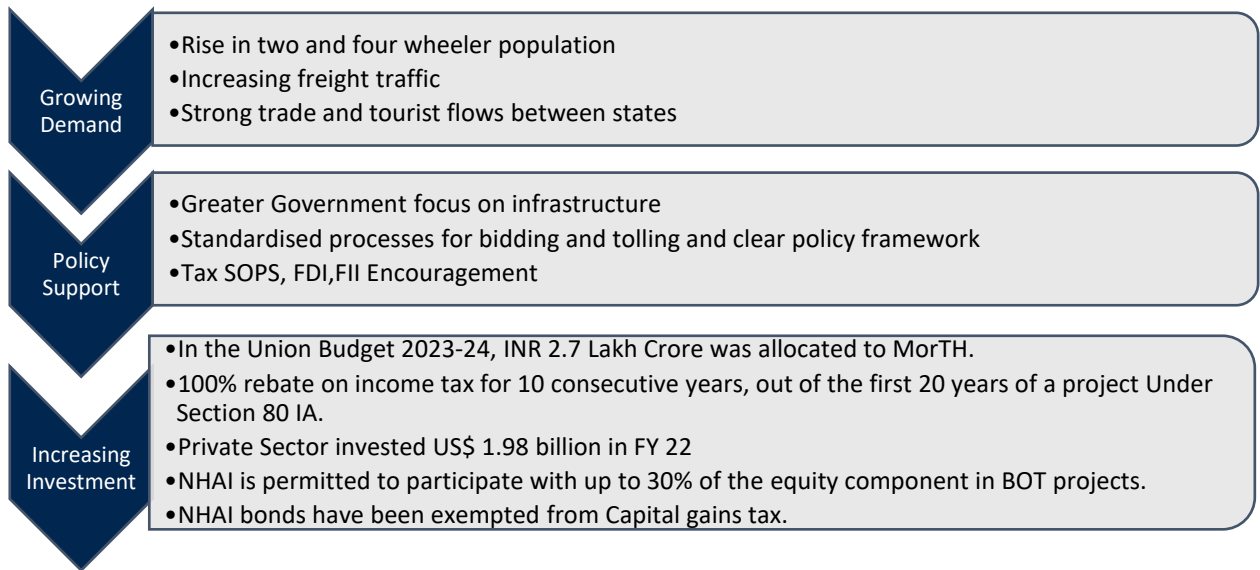 Growing
Demand
•Rise in two and four wheeler population
•Increasing freight traffic
•Strong trade and tourist flows between states
Policy
Support
•Greater Government focus on infrastructure
•Standardised processes for bidding and tolling and clear policy framework
•Tax SOPS, FDI,FII Encouragement
Increasing
Investment
•In the Union Budget 2023-24, INR 2.7 Lakh Crore was allocated to MorTH.
•100% rebate on income tax for 10 consecutive years, out of the first 20 years of a project Under
Section 80 IA.
•Private Sector invested US$ 1.98 billion in FY 22
•NHAI is permitted to participate with up to 30% of the equity component in BOT projects.
•NHAI bonds have been exempted from Capital gains tax.